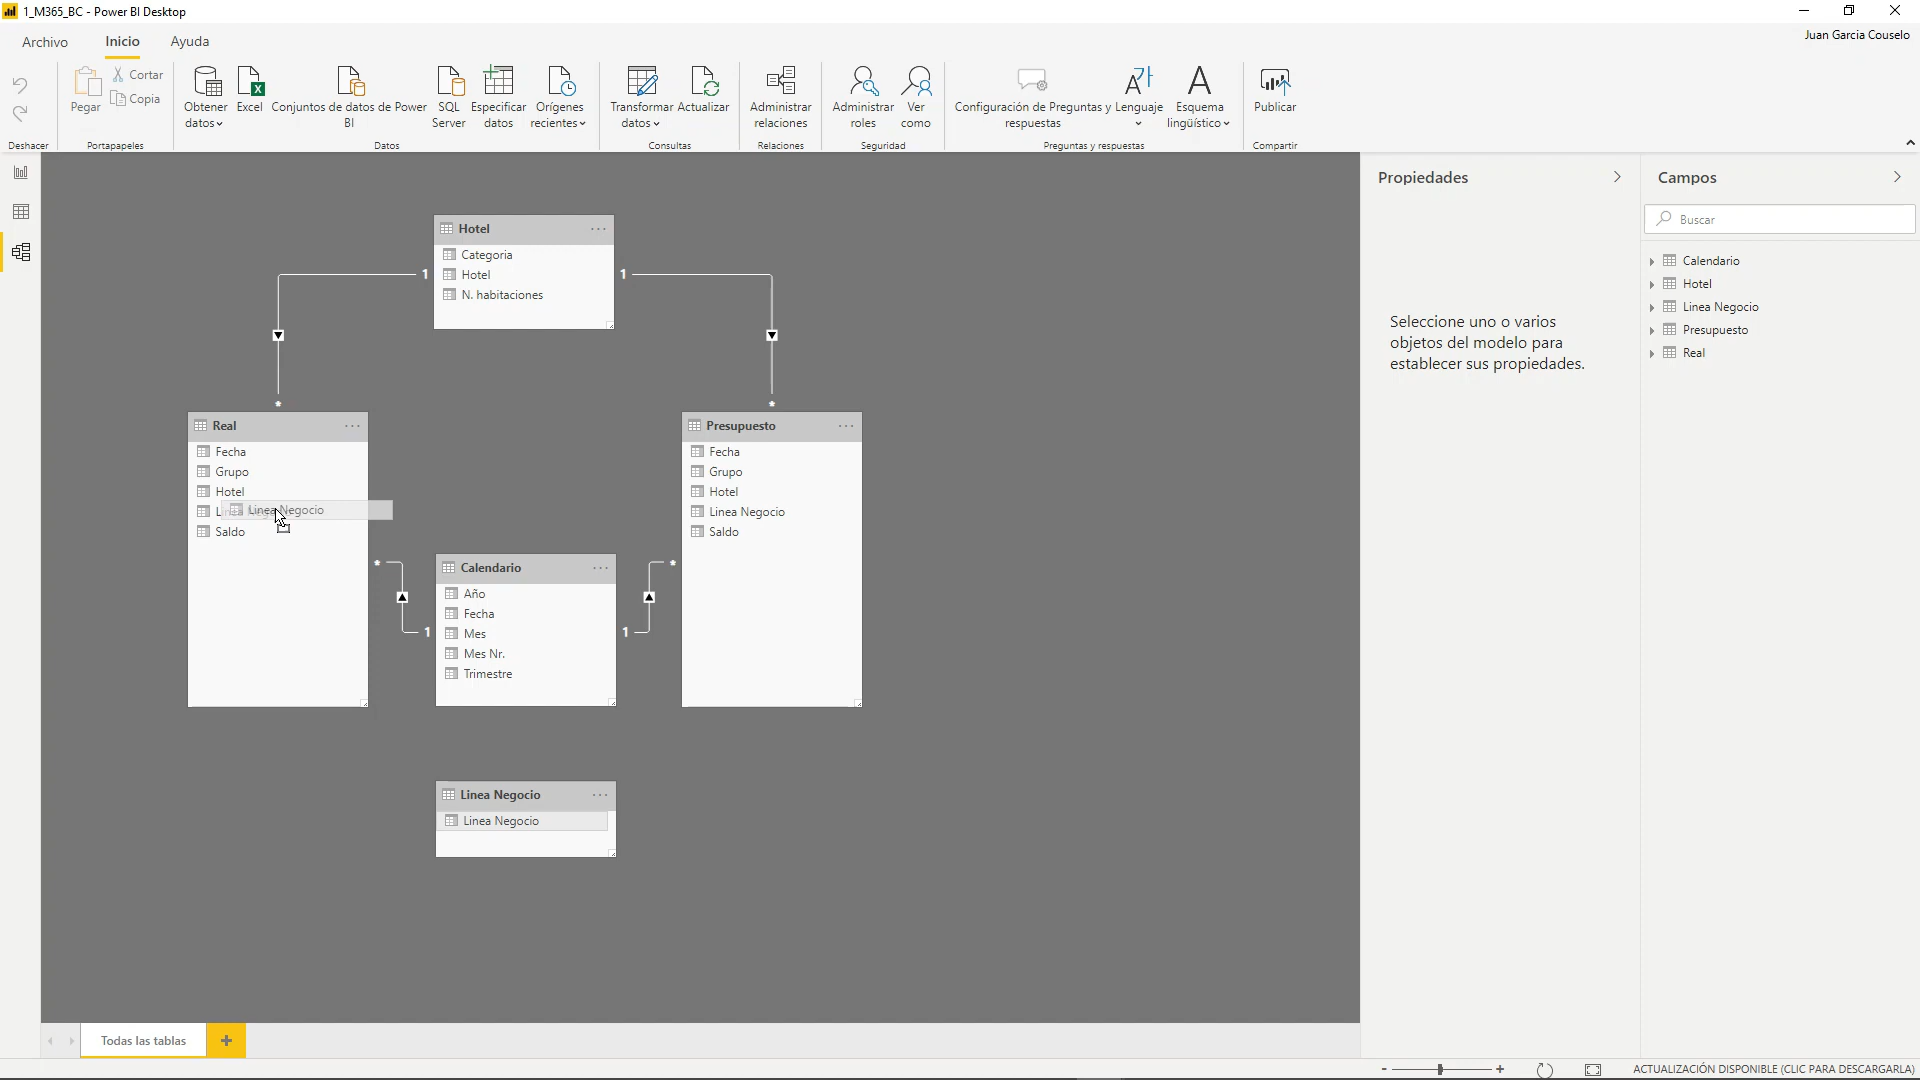 1_M365_BC - Power BI Desktop
Juan Garcia Couselo
Archivo
Inicio
Ayuda
Pegar
Cortar
Copia
Obtener datos
Excel
Conjuntos de datos de Power BI
SQL Server
Especificar datos
Orígenes recientes
Transformar datos
Actualizar
Administrar relaciones
Administrar roles
Ver como
Configuración de Preguntas y respuestas
Lenguaje
Esquema lingüístico
Publicar
Deshacer
Portapapeles
Datos
Consultas
Relaciones
Seguridad
Preguntas y respuestas
Compartir
Hotel
Categoria
Hotel
N. habitaciones
1
1
*
*
Real
Fecha
Grupo
Hotel
Linea Negocio
Saldo
Presupuesto
Fecha
Grupo
Hotel
Linea Negocio
Saldo
*
*
1
1
Calendario
Año
Fecha
Mes
Mes Nr.
Trimestre
Linea Negocio
Linea Negocio
Propiedades
Seleccione uno o varios
objetos del modelo para
establecer sus propiedades.
Campos
Buscar
Calendario
Hotel
Linea Negocio
Presupuesto
Real
Todas las tablas
ACTUALIZACIÓN DISPONIBLE (CLIC PARA DESCARGARLA)